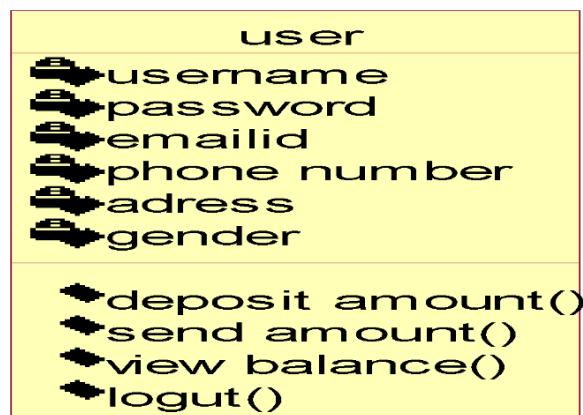 user
username
password
emailid
phone number
adress
gender
deposit amount()
send amount()
view balance()
logut()